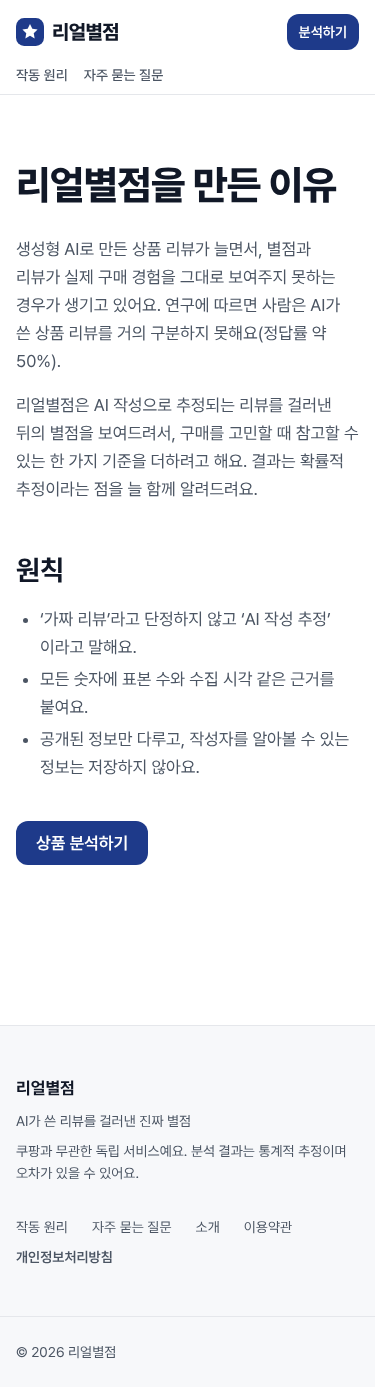 리얼별점
분석하기
작동 원리 자주 묻는 질문
리얼별점을 만든 이유
생성형 AI로 만든 상품 리뷰가 늘면서, 별점과
리뷰가 실제 구매 경험을 그대로 보여주지 못하는
경우가 생기고 있어요. 연구에 따르면 사람은 AI가
쓴 상품 리뷰를 거의 구분하지 못해요(정답률 약
50%).
리얼별점은 AI 작성으로 추정되는 리뷰를 걸러낸
뒤의 별점을 보여드려서, 구매를 고민할 때 참고할 수
있는 한 가지 기준을 더하려고 해요. 결과는 확률적
추정이라는 점을 늘 함께 알려드려요.
원칙
• ‘가짜 리뷰’라고 단정하지 않고 ‘AI 작성 추정’
이라고 말해요.
• 모든 숫자에 표본 수와 수집 시각 같은 근거를
붙여요.
• 공개된 정보만 다루고, 작성자를 알아볼 수 있는
정보는 저장하지 않아요.
상품 분석하기
리얼별점
AI가 쓴 리뷰를 걸러낸 진짜 별점
쿠팡과 무관한 독립 서비스예요. 분석 결과는 통계적 추정이며
오차가 있을 수 있어요.
작동 원리 자주 묻는 질문 소개 이용약관
개인정보처리방침
© 2026 리얼별점